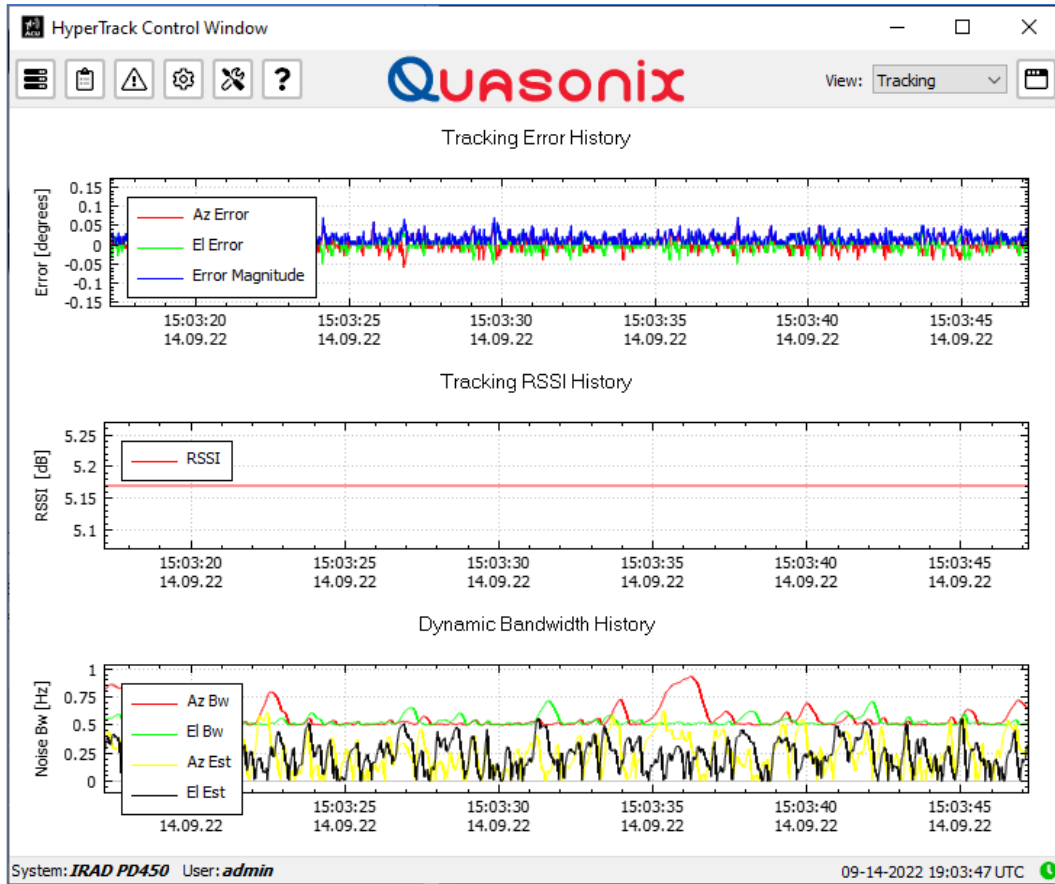 HyperTrack Control Window
QUASONIX
View: Tracking
Tracking Error History
Error [degrees]
0.15
0.1
0.05
0
-0.05
-0.1
-0.15
Az Error
El Error
Error Magnitude
15:03:20 15:03:25 15:03:30 15:03:35 15:03:40 15:03:45
14.09.22 14.09.22 14.09.22 14.09.22 14.09.22 14.09.22
Tracking RSSI History
RSSI [dB]
5.25
5.2
5.15
5.1
RSSI
15:03:20 15:03:25 15:03:30 15:03:35 15:03:40 15:03:45
14.09.22 14.09.22 14.09.22 14.09.22 14.09.22 14.09.22
Dynamic Bandwidth History
Noise Bw [Hz]
1
0.75
0.5
0.25
0
Az Bw
El Bw
Az Est
El Est
15:03:25 15:03:30 15:03:35 15:03:40 15:03:45
14.09.22 14.09.22 14.09.22 14.09.22 14.09.22 14.09.22
System: IRAD PD450 User: admin 09-14-2022 19:03:47 UTC